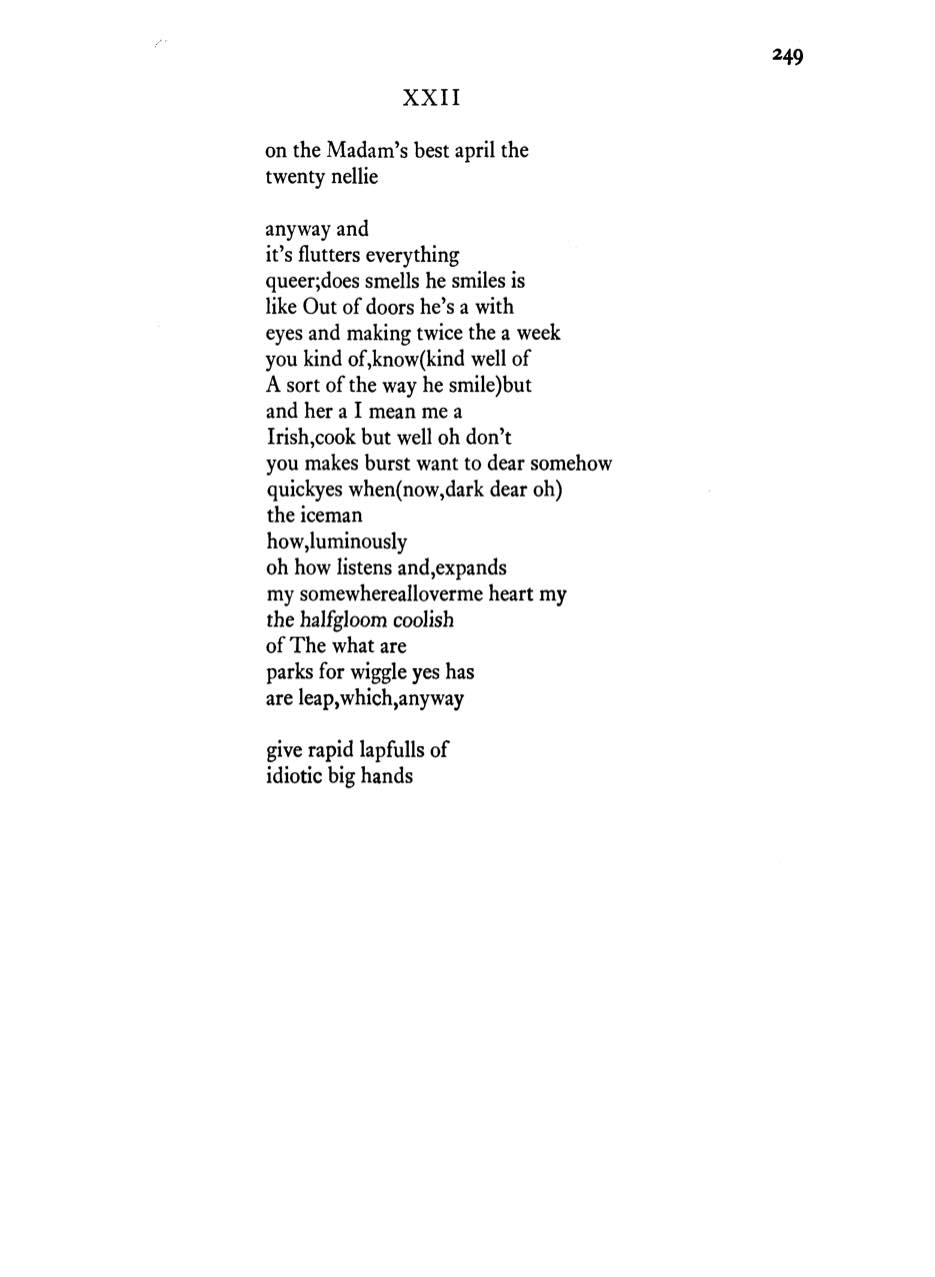 249
XXII
on the Madam's best april the
twenty nellie
anyway and
it's flutters everything
queer;does smells he smiles is
like Out of doors he's a with
eyes and making twice the a week
you kind of,know(kind well of
A sort of the way he smile)but
and her a I mean me a
Irish,cook but well oh don't
you makes burst want to dear somehow
quickyes when(now,dark dear oh)
the iceman
how,luminously
oh how listens and,expands
my somewherealloverme heart my
the halfgloom coolish
of The what are
parks for wiggle yes has
are leap,which,anyway
give rapid lapfulls of
idiotic big hands